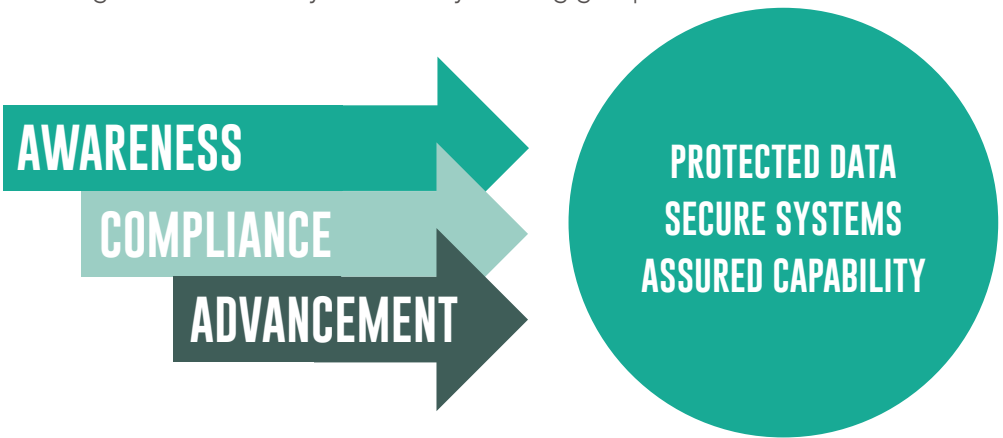 AWARENESS
COMPLIANCE
ADVANCEMENT
PROTECTED DATA
SECURE SYSTEMS
ASSURED CAPABILITY